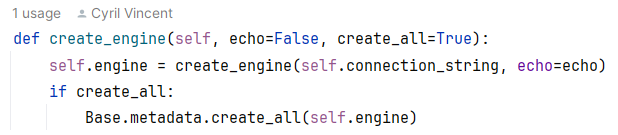 1 usage Cyril Vincent
def create_engine(self, echo=False, create_all=True):
    self.engine = create_engine(self.connection_string, echo=echo)
    if create_all:
        Base.metadata.create_all(self.engine)